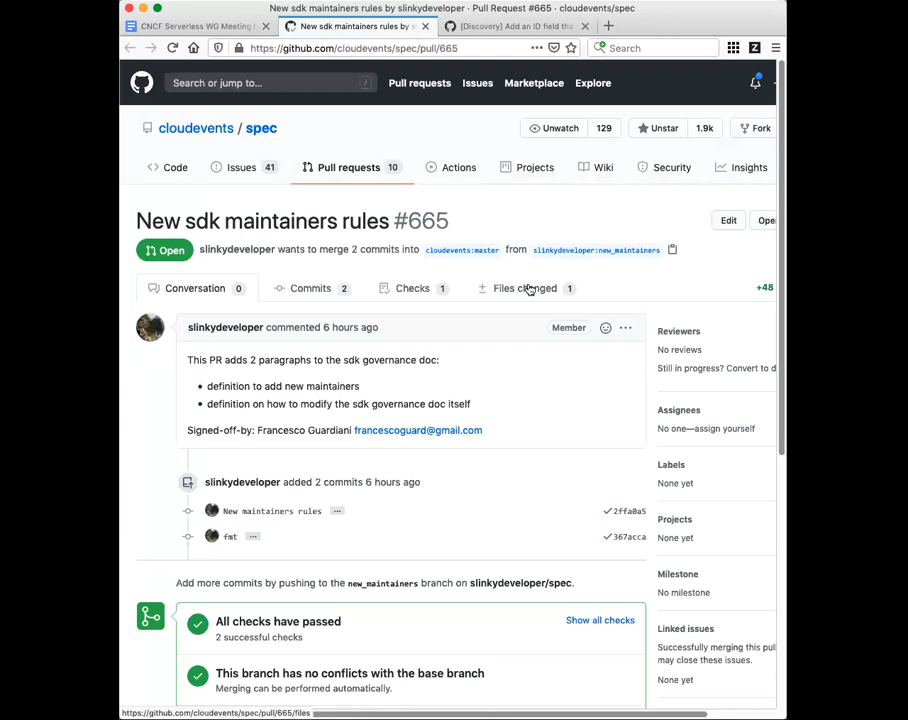 New sdk maintainers rules by slinkydeveloper · Pull Request #665 · cloudevents/spec
CNCF Serverless WG Meeting
New sdk maintainers rules by s
[Discovery] Add an ID field tha
https://github.com/cloudevents/spec/pull/665
Search
Search or jump to...
/
Pull requests
Issues
Marketplace
Explore
cloudevents / spec
Unwatch 129
Unstar 1.9k
Fork
Code
Issues 41
Pull requests 10
Actions
Projects
Wiki
Security
Insights
New sdk maintainers rules #665
Edit
Ope
Open
slinkydeveloper wants to merge 2 commits into cloudevents:master from slinkydeveloper:new_maintainers
Conversation 0
Commits 2
Checks 1
Files changed 1
+48
slinkydeveloper commented 6 hours ago
Member
This PR adds 2 paragraphs to the sdk governance doc:
• definition to add new maintainers
• definition on how to modify the sdk governance doc itself
Signed-off-by: Francesco Guardiani francescoguard@gmail.com
slinkydeveloper added 2 commits 6 hours ago
New maintainers rules ...
2ffa0a5
fmt ...
367acca
Add more commits by pushing to the new_maintainers branch on slinkydeveloper/spec.
All checks have passed
2 successful checks
Show all checks
This branch has no conflicts with the base branch
Merging can be performed automatically.
Reviewers
No reviews
Still in progress? Convert to d
Assignees
No one—assign yourself
Labels
None yet
Projects
None yet
Milestone
No milestone
Linked issues
Successfully merging this pul
may close these issues.
None yet
https://github.com/cloudevents/spec/pull/665/files